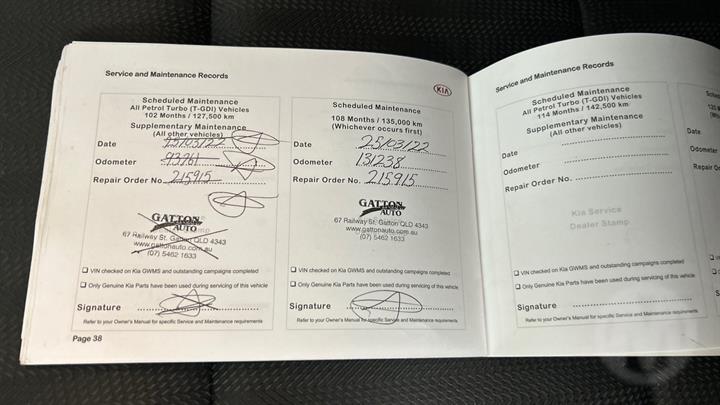 Service and Maintenance Records
KIA
Scheduled Maintenance
All Petrol Turbo (T-GDI) Vehicles
102 Months / 127,500 km
Supplementary Maintenance
(All other vehicles)
Date 25/03/22
Odometer 93761
Repair Order No. 215915
GATTON
AUTO
67 Railway St. Gatton QLD 4343
www.gattonauto.com.au
(07) 5462 1633
VIN checked on Kia GWMS and outstanding campaigns completed
Only Genuine Kia Parts have been used during servicing of this vehicle
Signature
Refer to your Owner's Manual for specific Service and Maintenance requirements
Page 38
Scheduled Maintenance
108 Months / 135,000 km
(Whichever occurs first)
Date 25/03/22
Odometer 131238
Repair Order No. 215915
GATTON
AUTO
67 Railway St. Gatton QLD 4343
www.gattonauto.com.au
(07) 5462 1633
VIN checked on Kia GWMS and outstanding campaigns completed
Only Genuine Kia Parts have been used during servicing of this vehicle
Signature
Refer to your Owner's Manual for specific Service and Maintenance requirements
Service and Maintenance Records
Scheduled Maintenance
All Petrol Turbo (T-GDI) Vehicles
114 Months / 142,500 km
Supplementary Maintenance
(All other vehicles)
Date
Odometer
Repair Order No.
Kia Service
Dealer Stamp
VIN checked on Kia GWMS and outstanding campaigns completed
Only Genuine Kia Parts have been used during servicing of this vehicle
Signature
Refer to your Owner's Manual for specific Service and Maintenance requirements